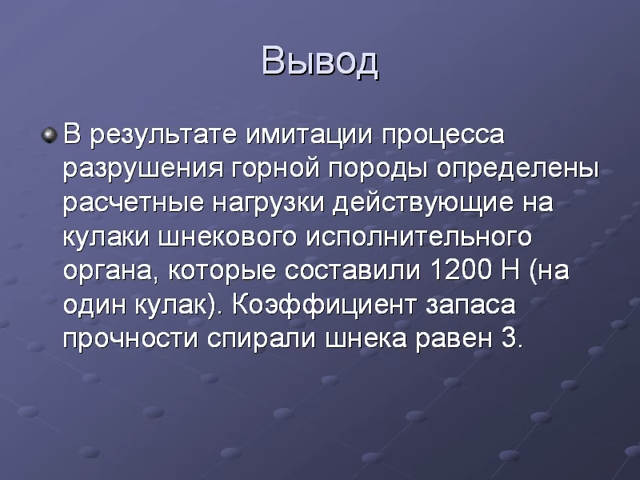 Вывод
В результате имитации процесса
разрушения горной породы определены
расчетные нагрузки действующие на
кулаки шнекового исполнительного
органа, которые составили 1200 Н (на
один кулак). Коэффициент запаса
прочности спирали шнека равен 3.